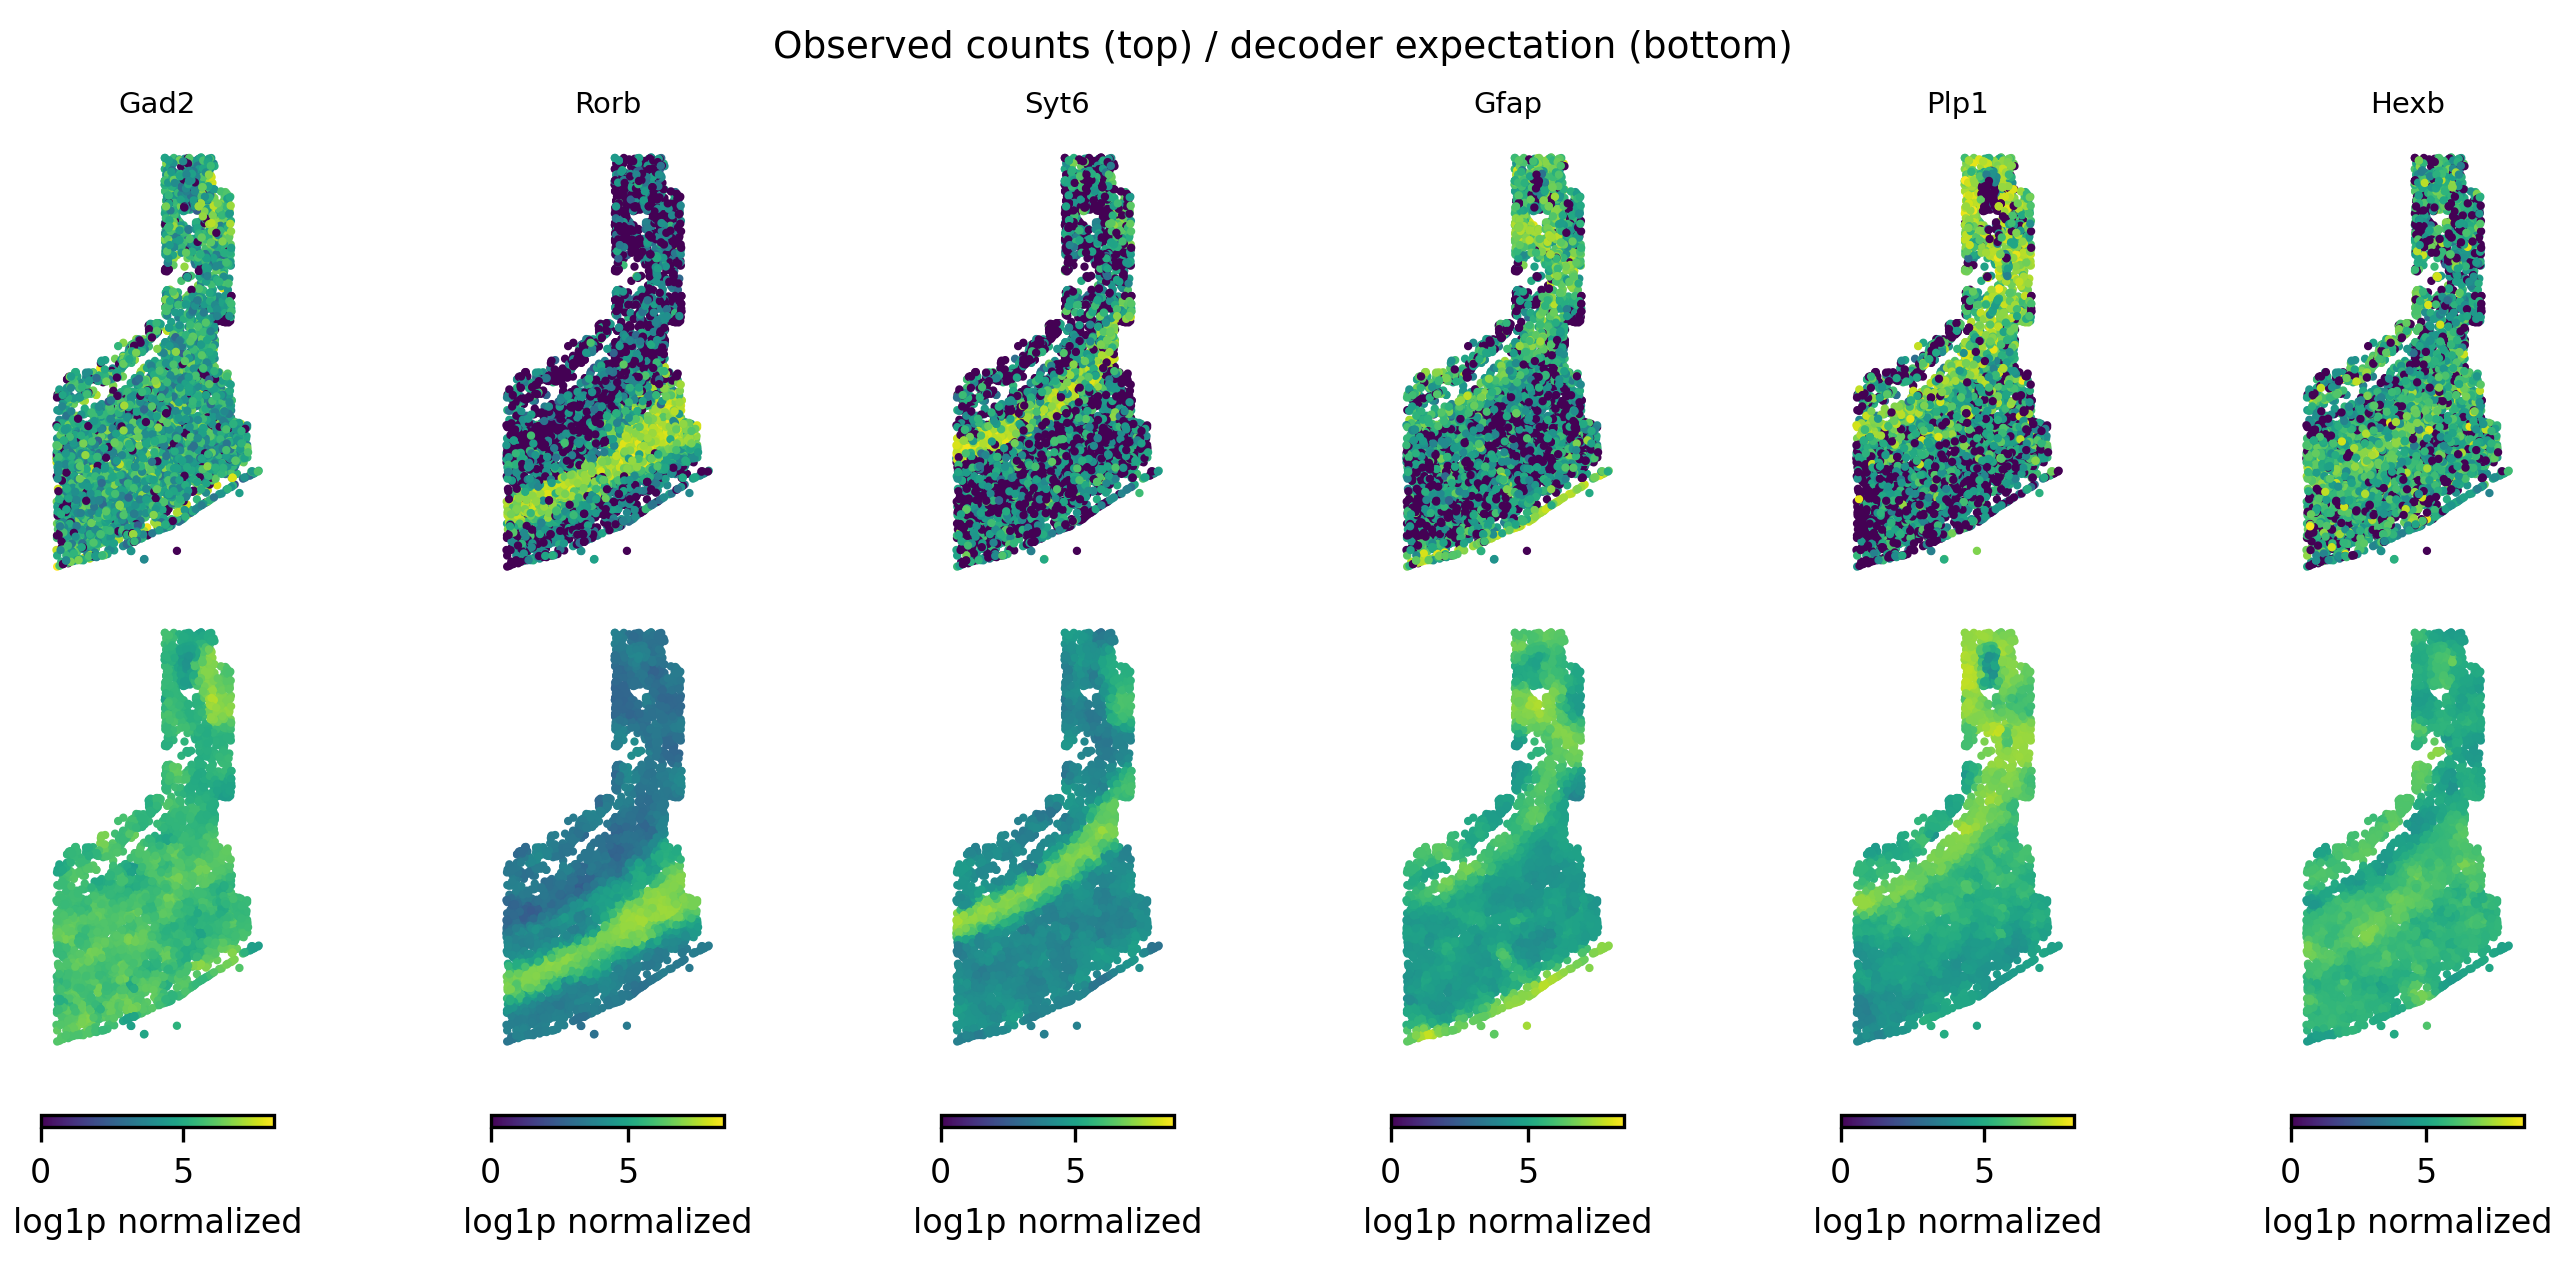 Observed counts (top) / decoder expectation (bottom)
Gad2
Rorb
Syt6
Gfap
Plp1
Hexb
0 5
0 5
0 5
0 5
0 5
0 5
log1p normalized
log1p normalized
log1p normalized
log1p normalized
log1p normalized
log1p normalized